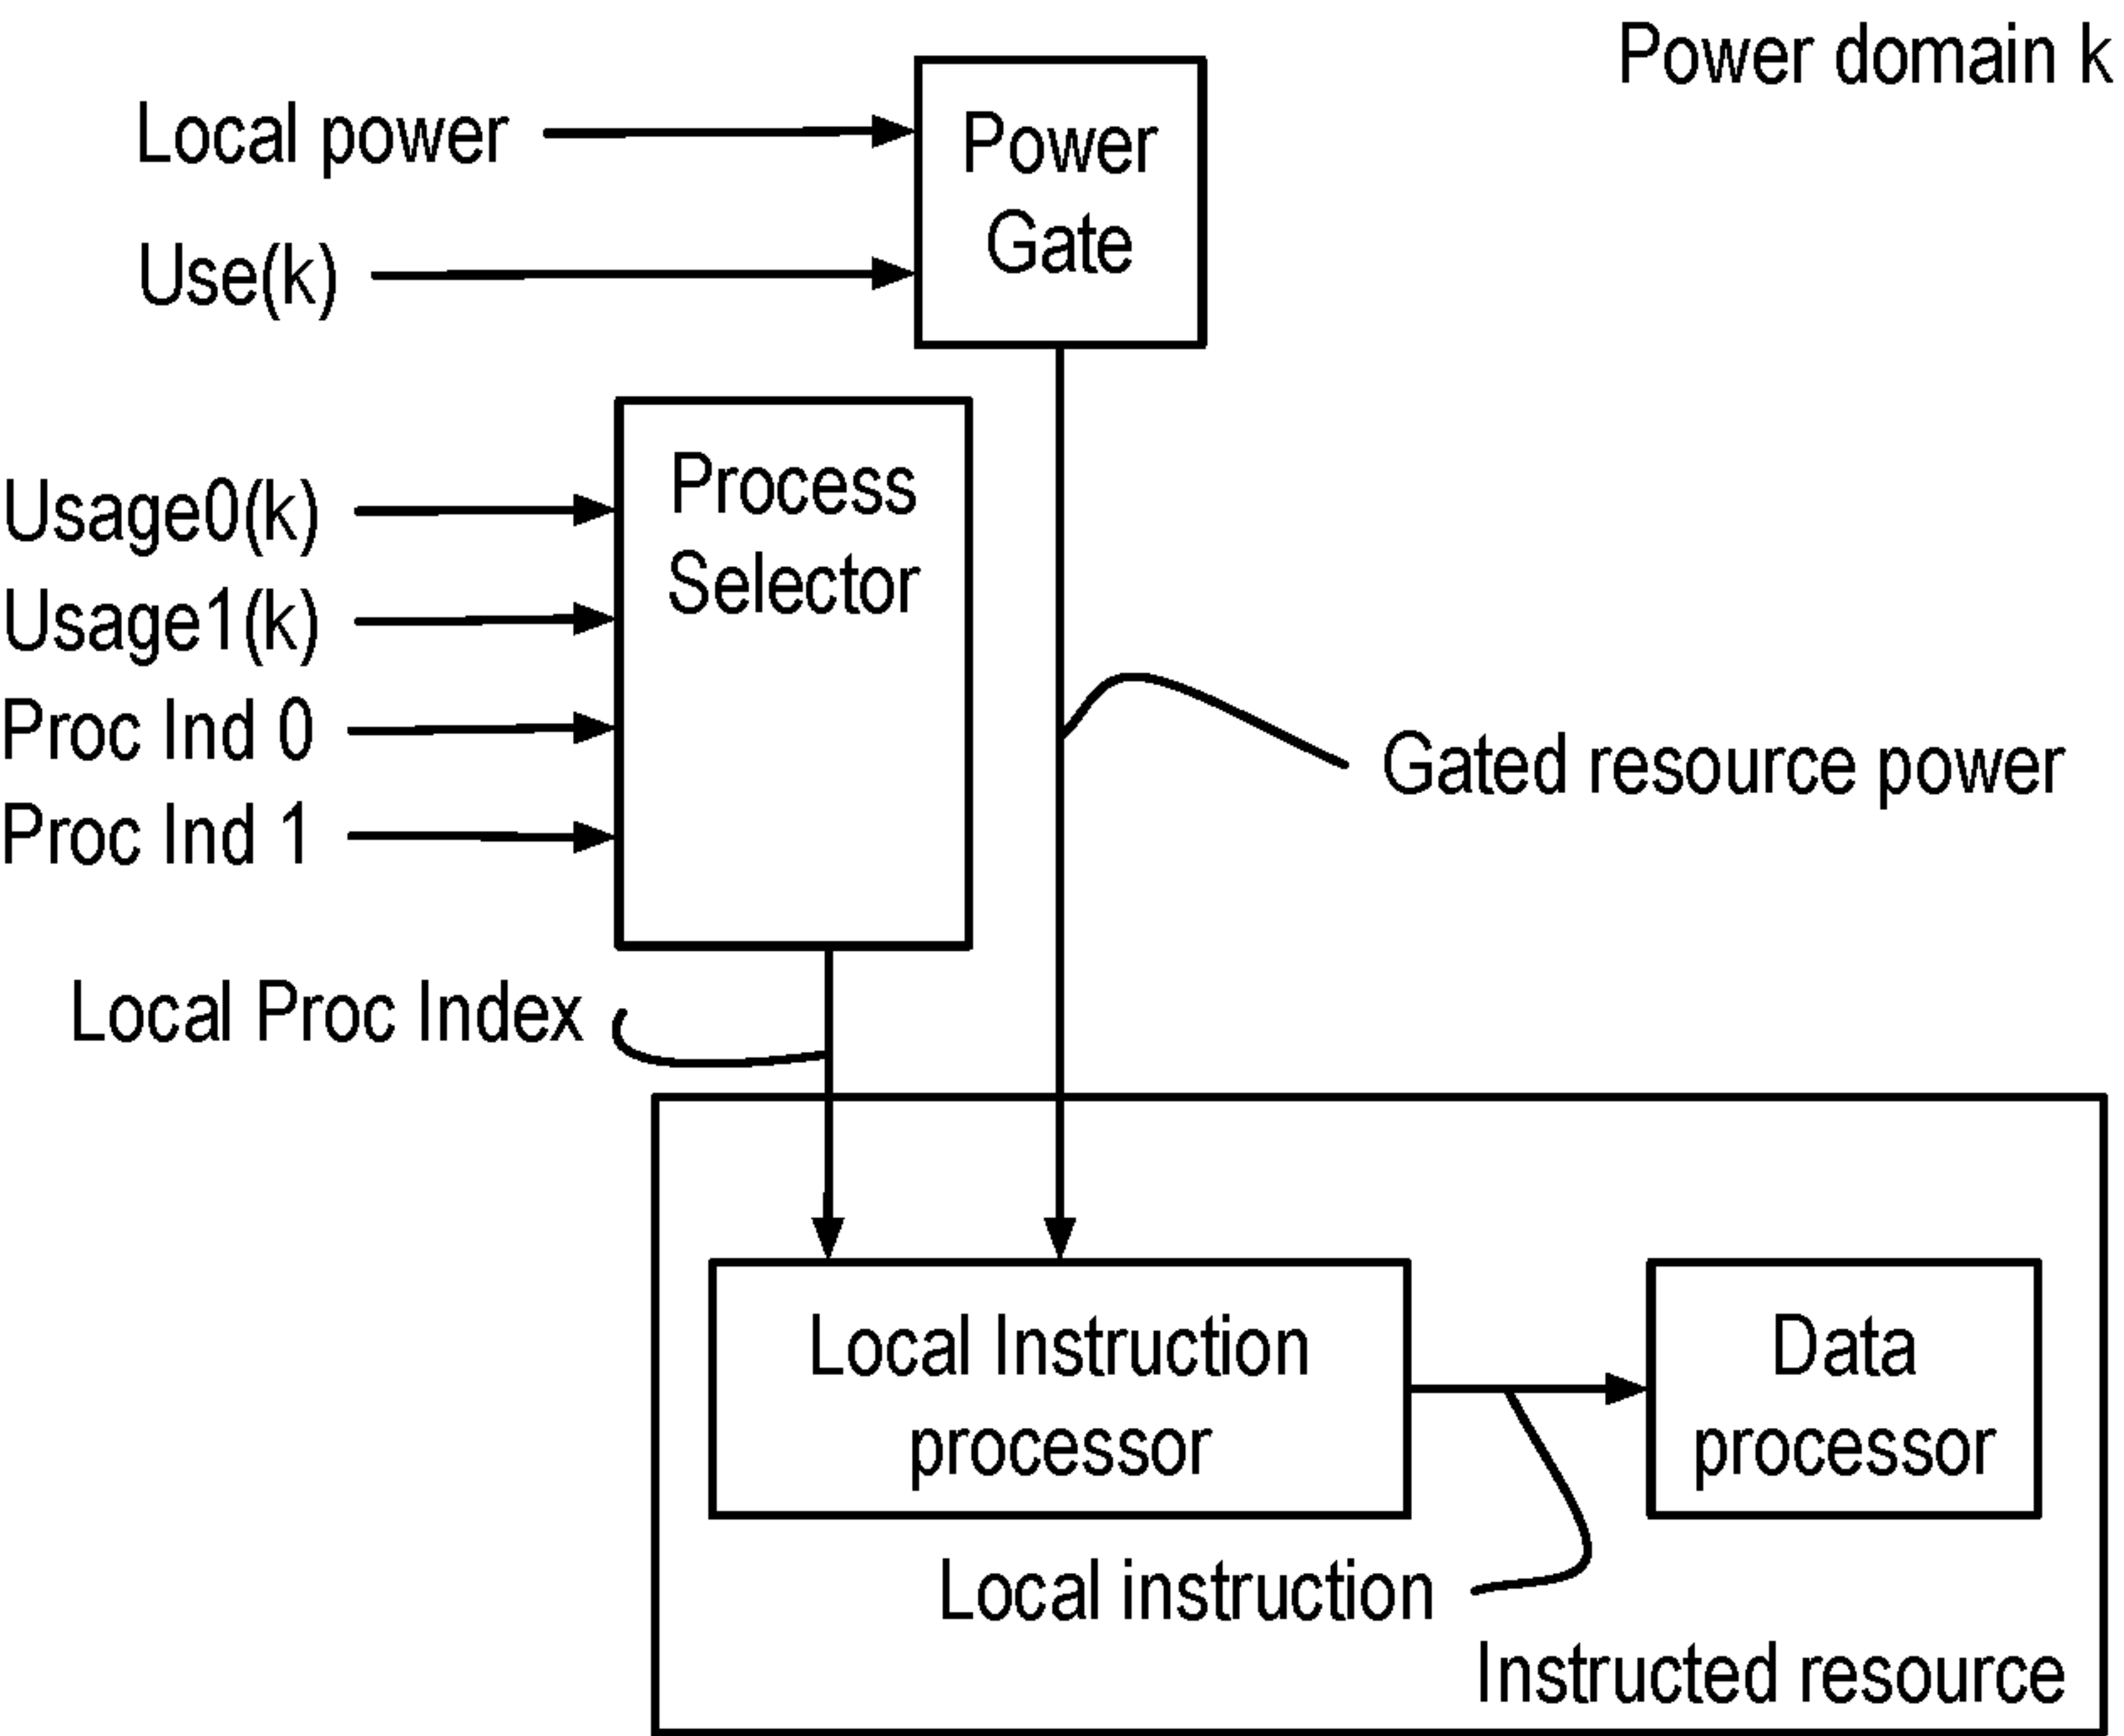 Power domain k
Local power
Power
Gate
Use(k)
Process
Selector
Usage0(k)
Usage1(k)
Proc Ind 0
Proc Ind 1
Gated resource power
Local Proc Index
Local Instruction
processor
Data
processor
Local instruction
Instructed resource